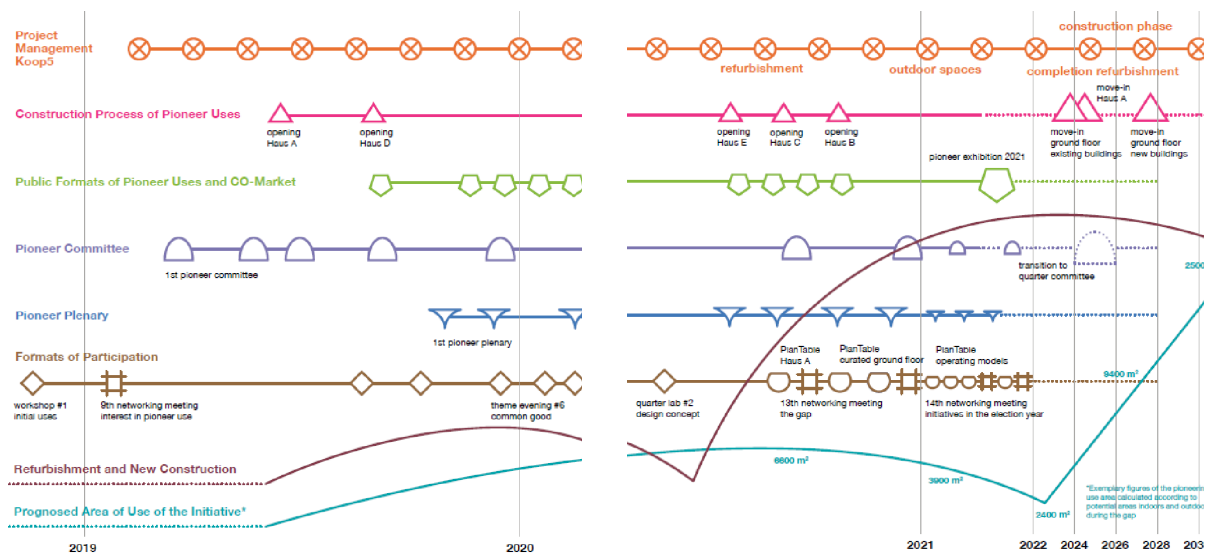 Project
Management
Koop5
construction phase
refurbishment
outdoor spaces
completion refurbishment
Construction Process of Pioneer Uses
opening
Haus A
opening
Haus D
opening
Haus E
opening
Haus C
opening
Haus B
move-in
Haus A
move-in
ground floor
existing buildings
move-in
ground floor
new buildings
Public Formats of Pioneer Uses and CO-Market
pioneer exhibition 2021
Pioneer Committee
1st pioneer committee
transition to
quarter committee
2500
Pioneer Plenary
1st pioneer plenary
Formats of Participation
workshop #1
initial uses
9th networking meeting
interest in pioneer use
theme evening #6
common good
quarter lab #2
design concept
PlanTable
Haus A
PlanTable
curated ground floor
PlanTable
operating models
13th networking meeting
the gap
14th networking meeting
initiatives in the election year
9400 m²
Refurbishment and New Construction
6600 m²
3900 m²
2400 m²
Prognosed Area of Use of the Initiative*
*Exemplary figures of the pioneerin
use area calculated according to
potential areas indoors and outdoo
during the gap
2019
2020
2021
2022
2024
2026
2028
203